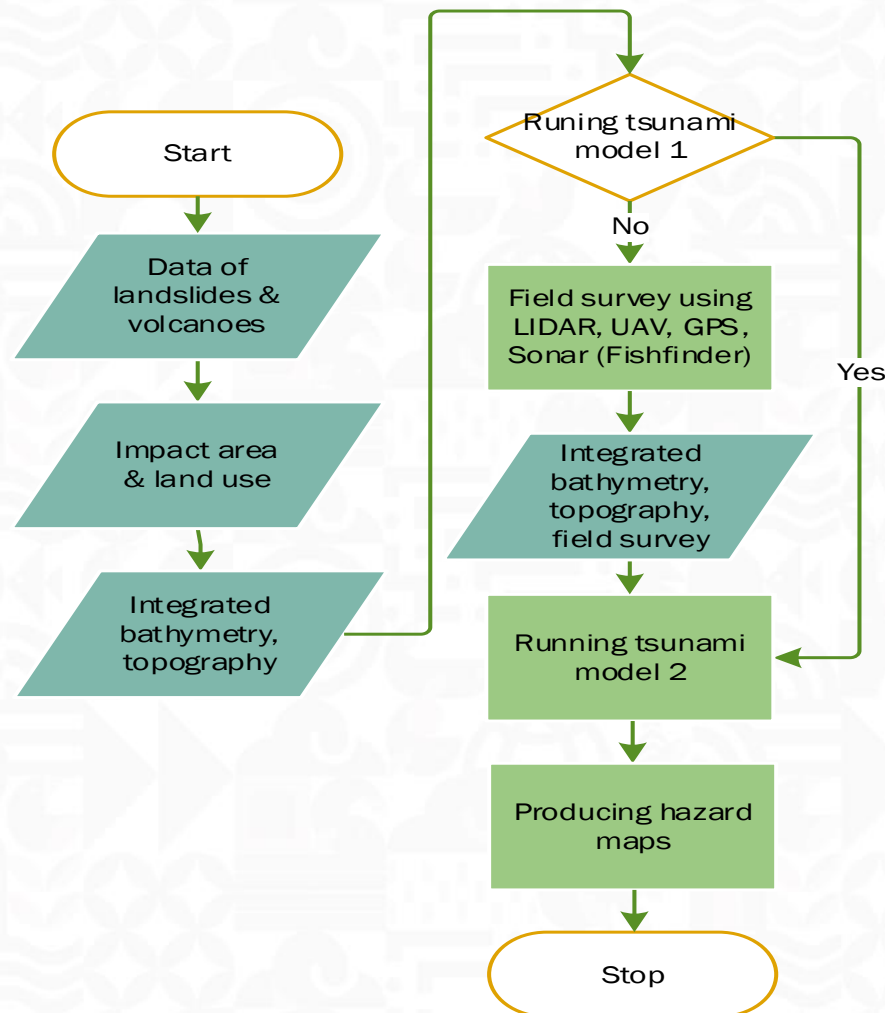 Start
Data of
landslides &
volcanoes
Impact area
& land use
Integrated
bathymetry,
topography
Runing tsunami
model 1
No
Yes
Field survey using
LIDAR, UAV, GPS,
Sonar (Fishfinder)
Integrated
bathymetry,
topography,
field survey
Running tsunami
model 2
Producing hazard
maps
Stop